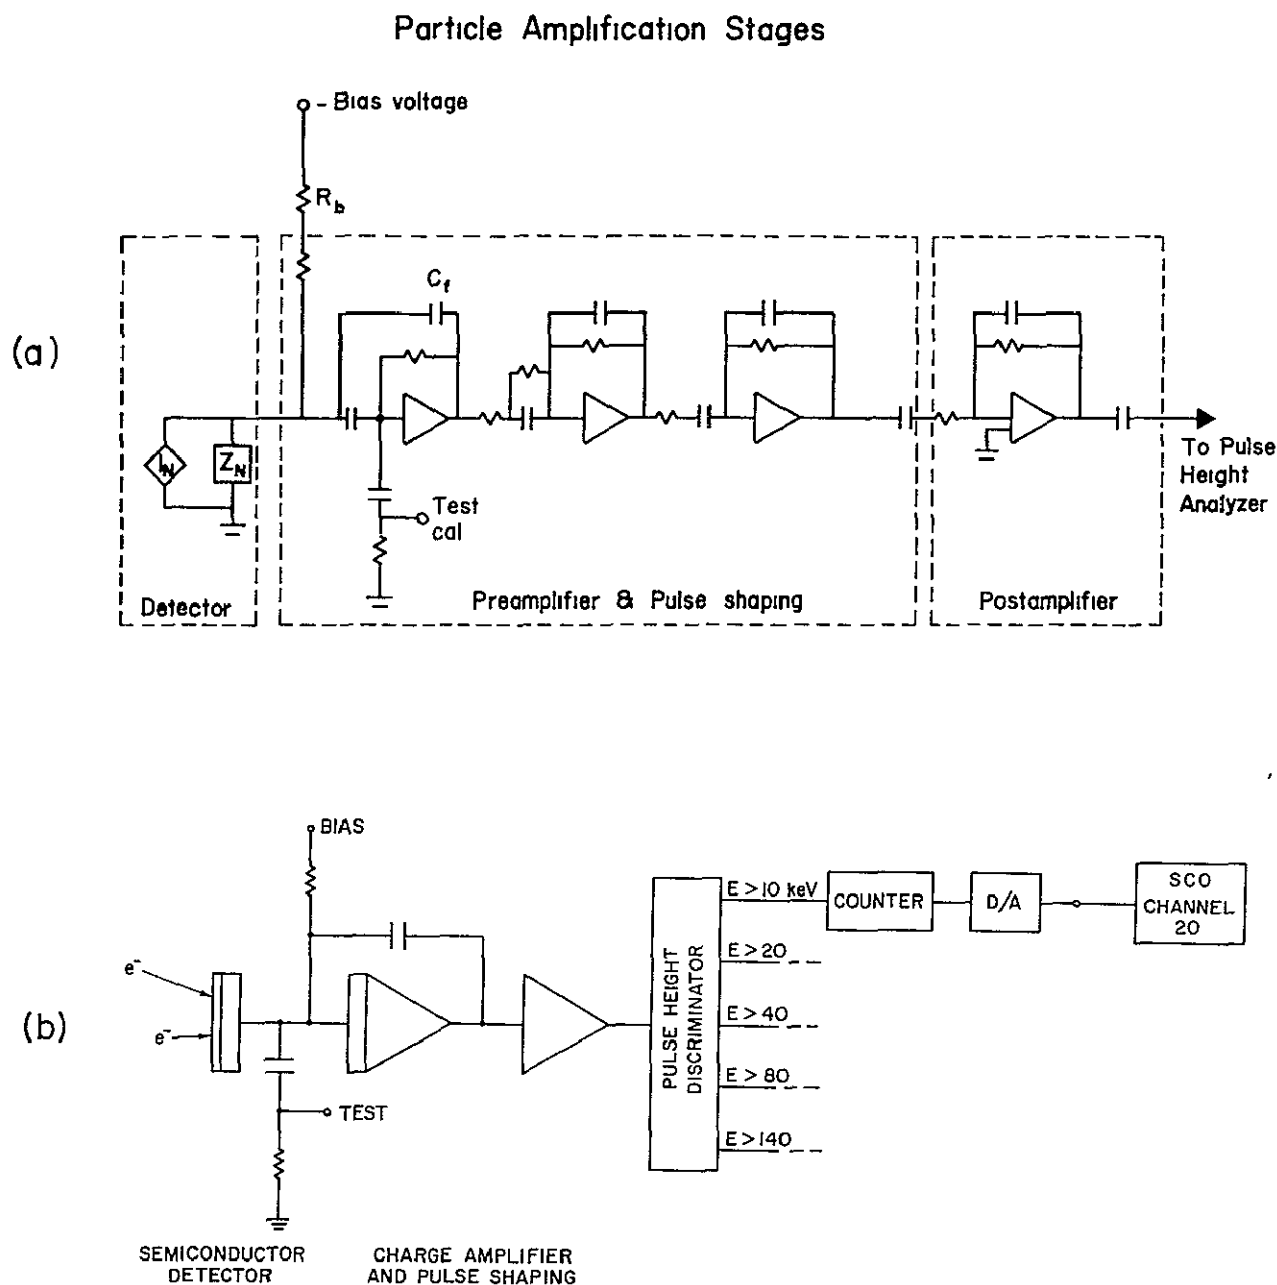 Particle Amplification Stages
- Bias voltage
R_b
(a)
C_f
I_N
Z_N
Test
cal
To Pulse
Height
Analyzer
Detector
Preamplifier & Pulse shaping
Postamplifier
(b)
BIAS
e⁻
e⁻
TEST
PULSE HEIGHT
DISCRIMINATOR
E > 10 keV
E > 20
E > 40
E > 80
E > 140
COUNTER
D/A
SCO
CHANNEL
20
SEMICONDUCTOR
DETECTOR
CHARGE AMPLIFIER
AND PULSE SHAPING